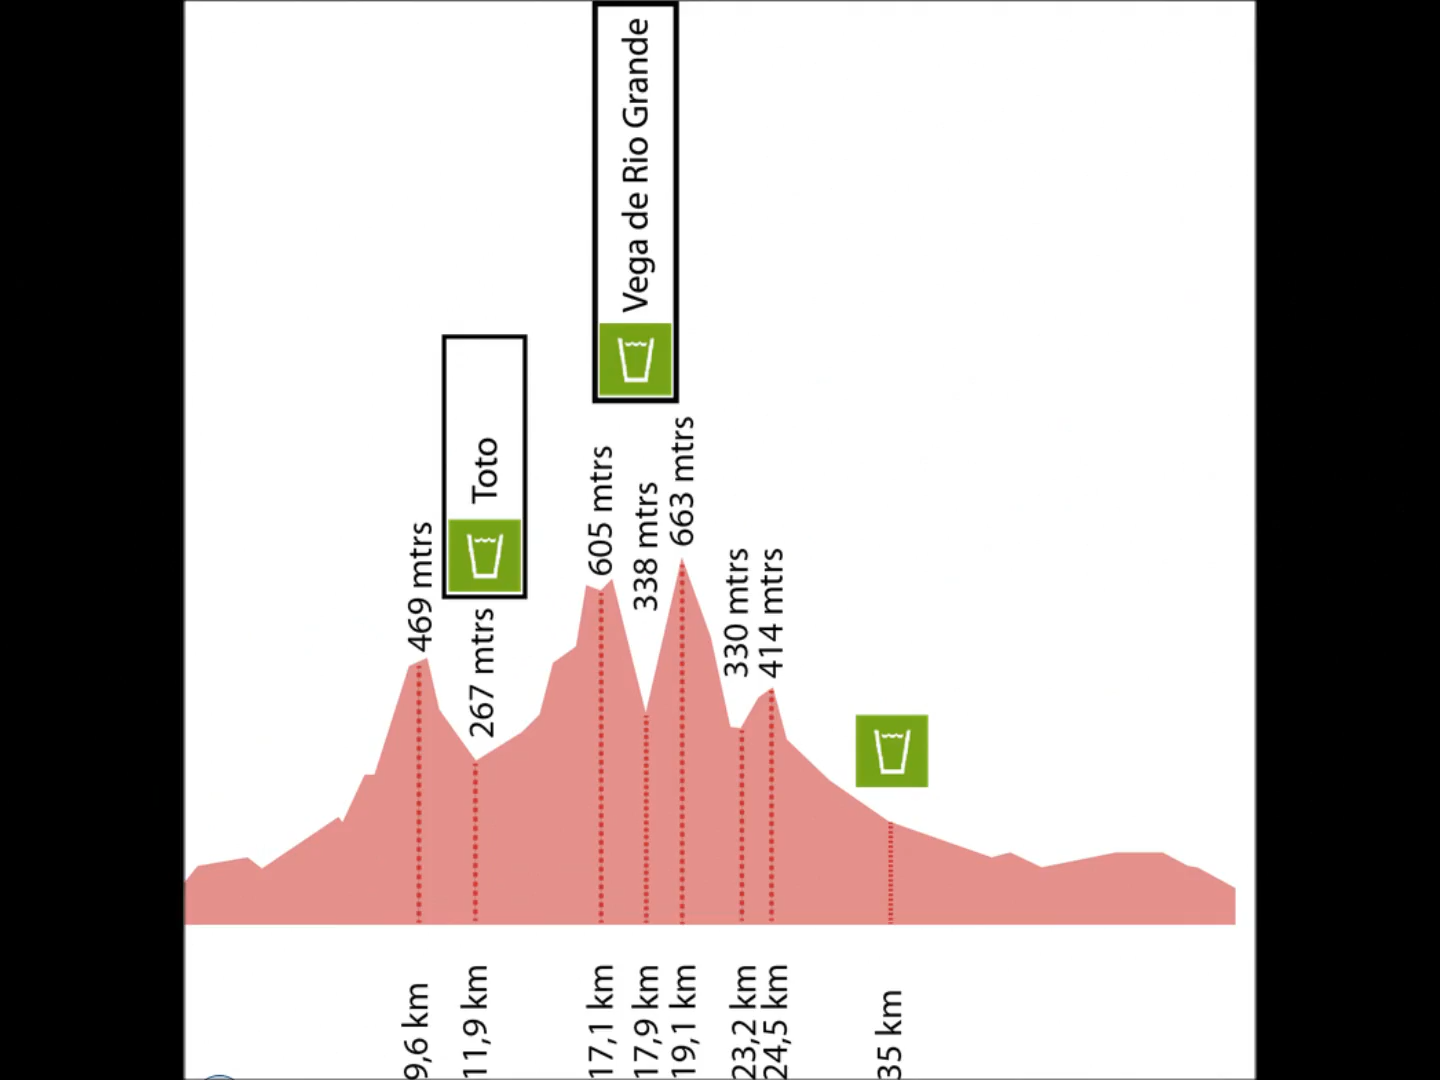 Vega de Rio Grande
Toto
469 mtrs
267 mtrs
605 mtrs
338 mtrs
663 mtrs
330 mtrs
414 mtrs
9,6 km
11,9 km
17,1 km
17,9 km
19,1 km
23,2 km
24,5 km
35 km